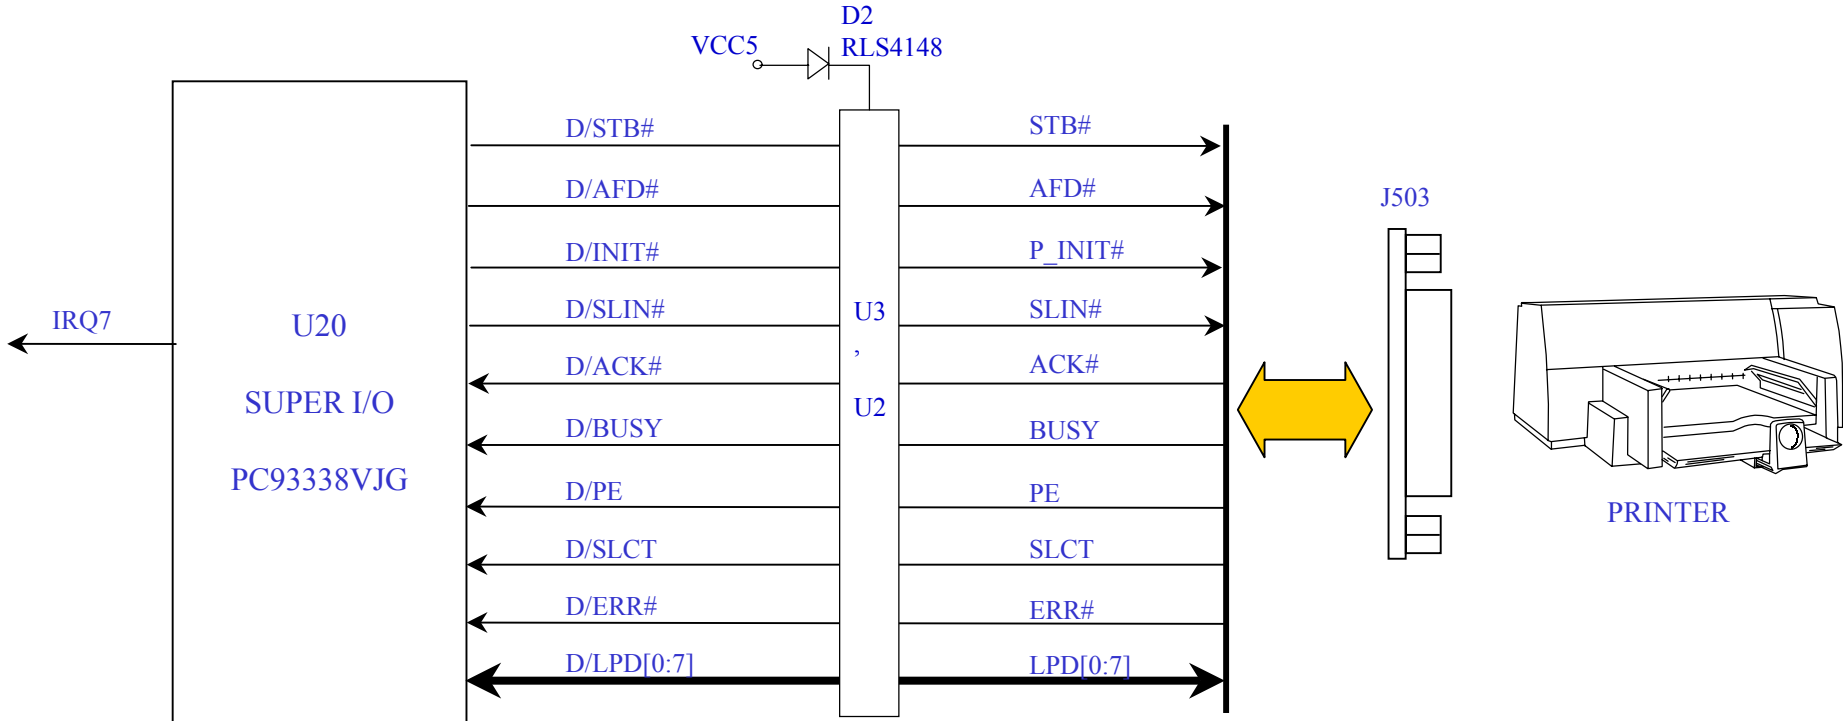 D2
VCC5
RLS4148
D/STB#
STB#
D/AFD#
AFD#
J503
D/INIT#
P_INIT#
IRQ7
U20
D/SLIN#
U3
SLIN#
,
D/ACK#
ACK#
SUPER I/O
U2
D/BUSY
BUSY
PC93338VJG
D/PE
PE
PRINTER
D/SLCT
SLCT
D/ERR#
ERR#
D/LPD[0:7]
LPD[0:7]